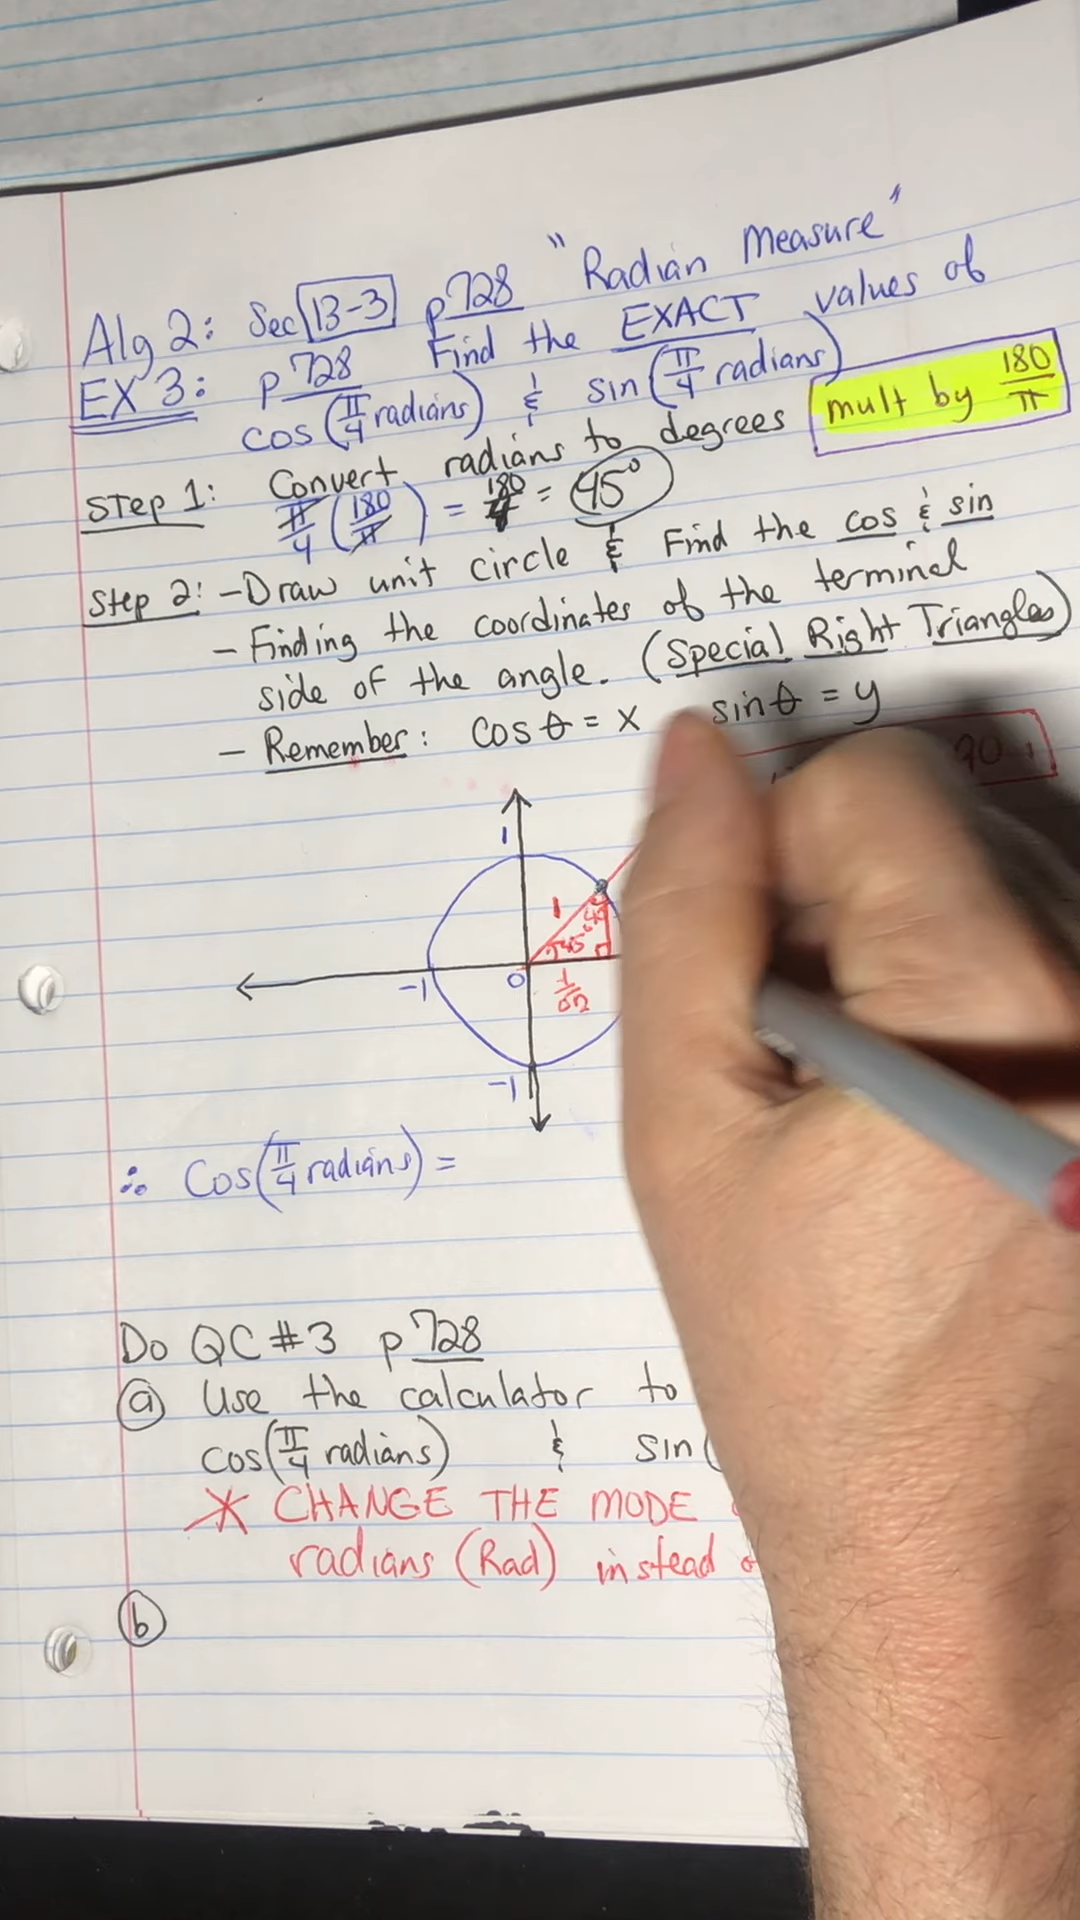 Alg 2: Sec 13-3 p728 "Radian Measure"
EX 3: p728 Find the EXACT values of
cos(π/4 radians) & sin(π/4 radians)
Step 1: Convert radians to degrees mult by 180/π
π/4 (180/π) = 180/4 = 45°
Step 2: - Draw unit circle & Find the cos & sin
- Finding the coordinates of the terminal
side of the angle. (Special Right Triangles)
- Remember: cos θ = x sin θ = y
90
1
1
45
45°
-1
0
1/√2
-1
∴ Cos(π/4 radians) =
Do QC #3 p728
(a) Use the calculator to
cos(π/4 radians) & sin(
* CHANGE THE MODE
radians (Rad) instead
(b)